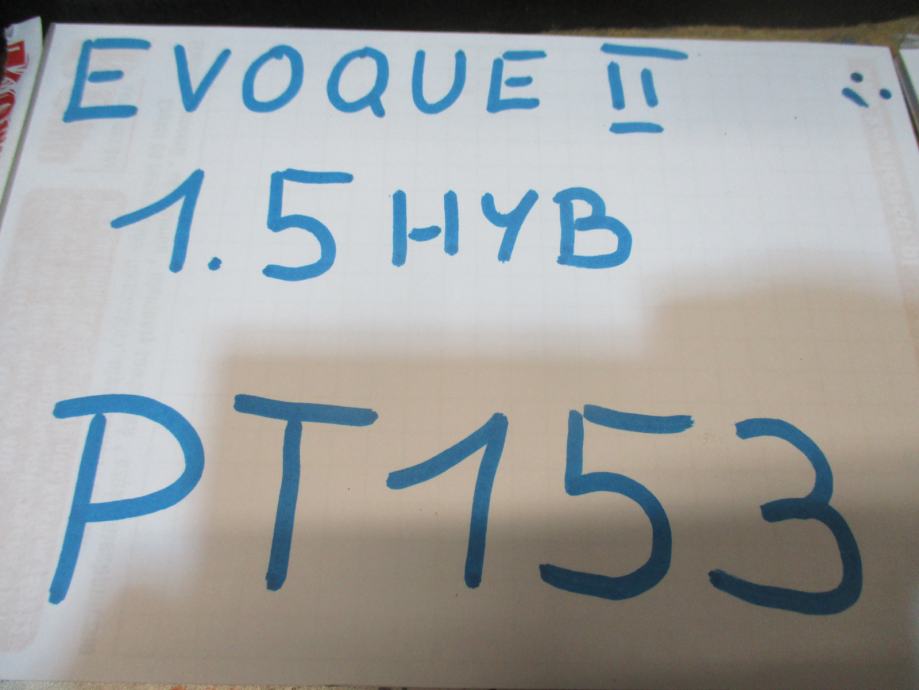 EVOQUE II
1.5 HYB
PT153